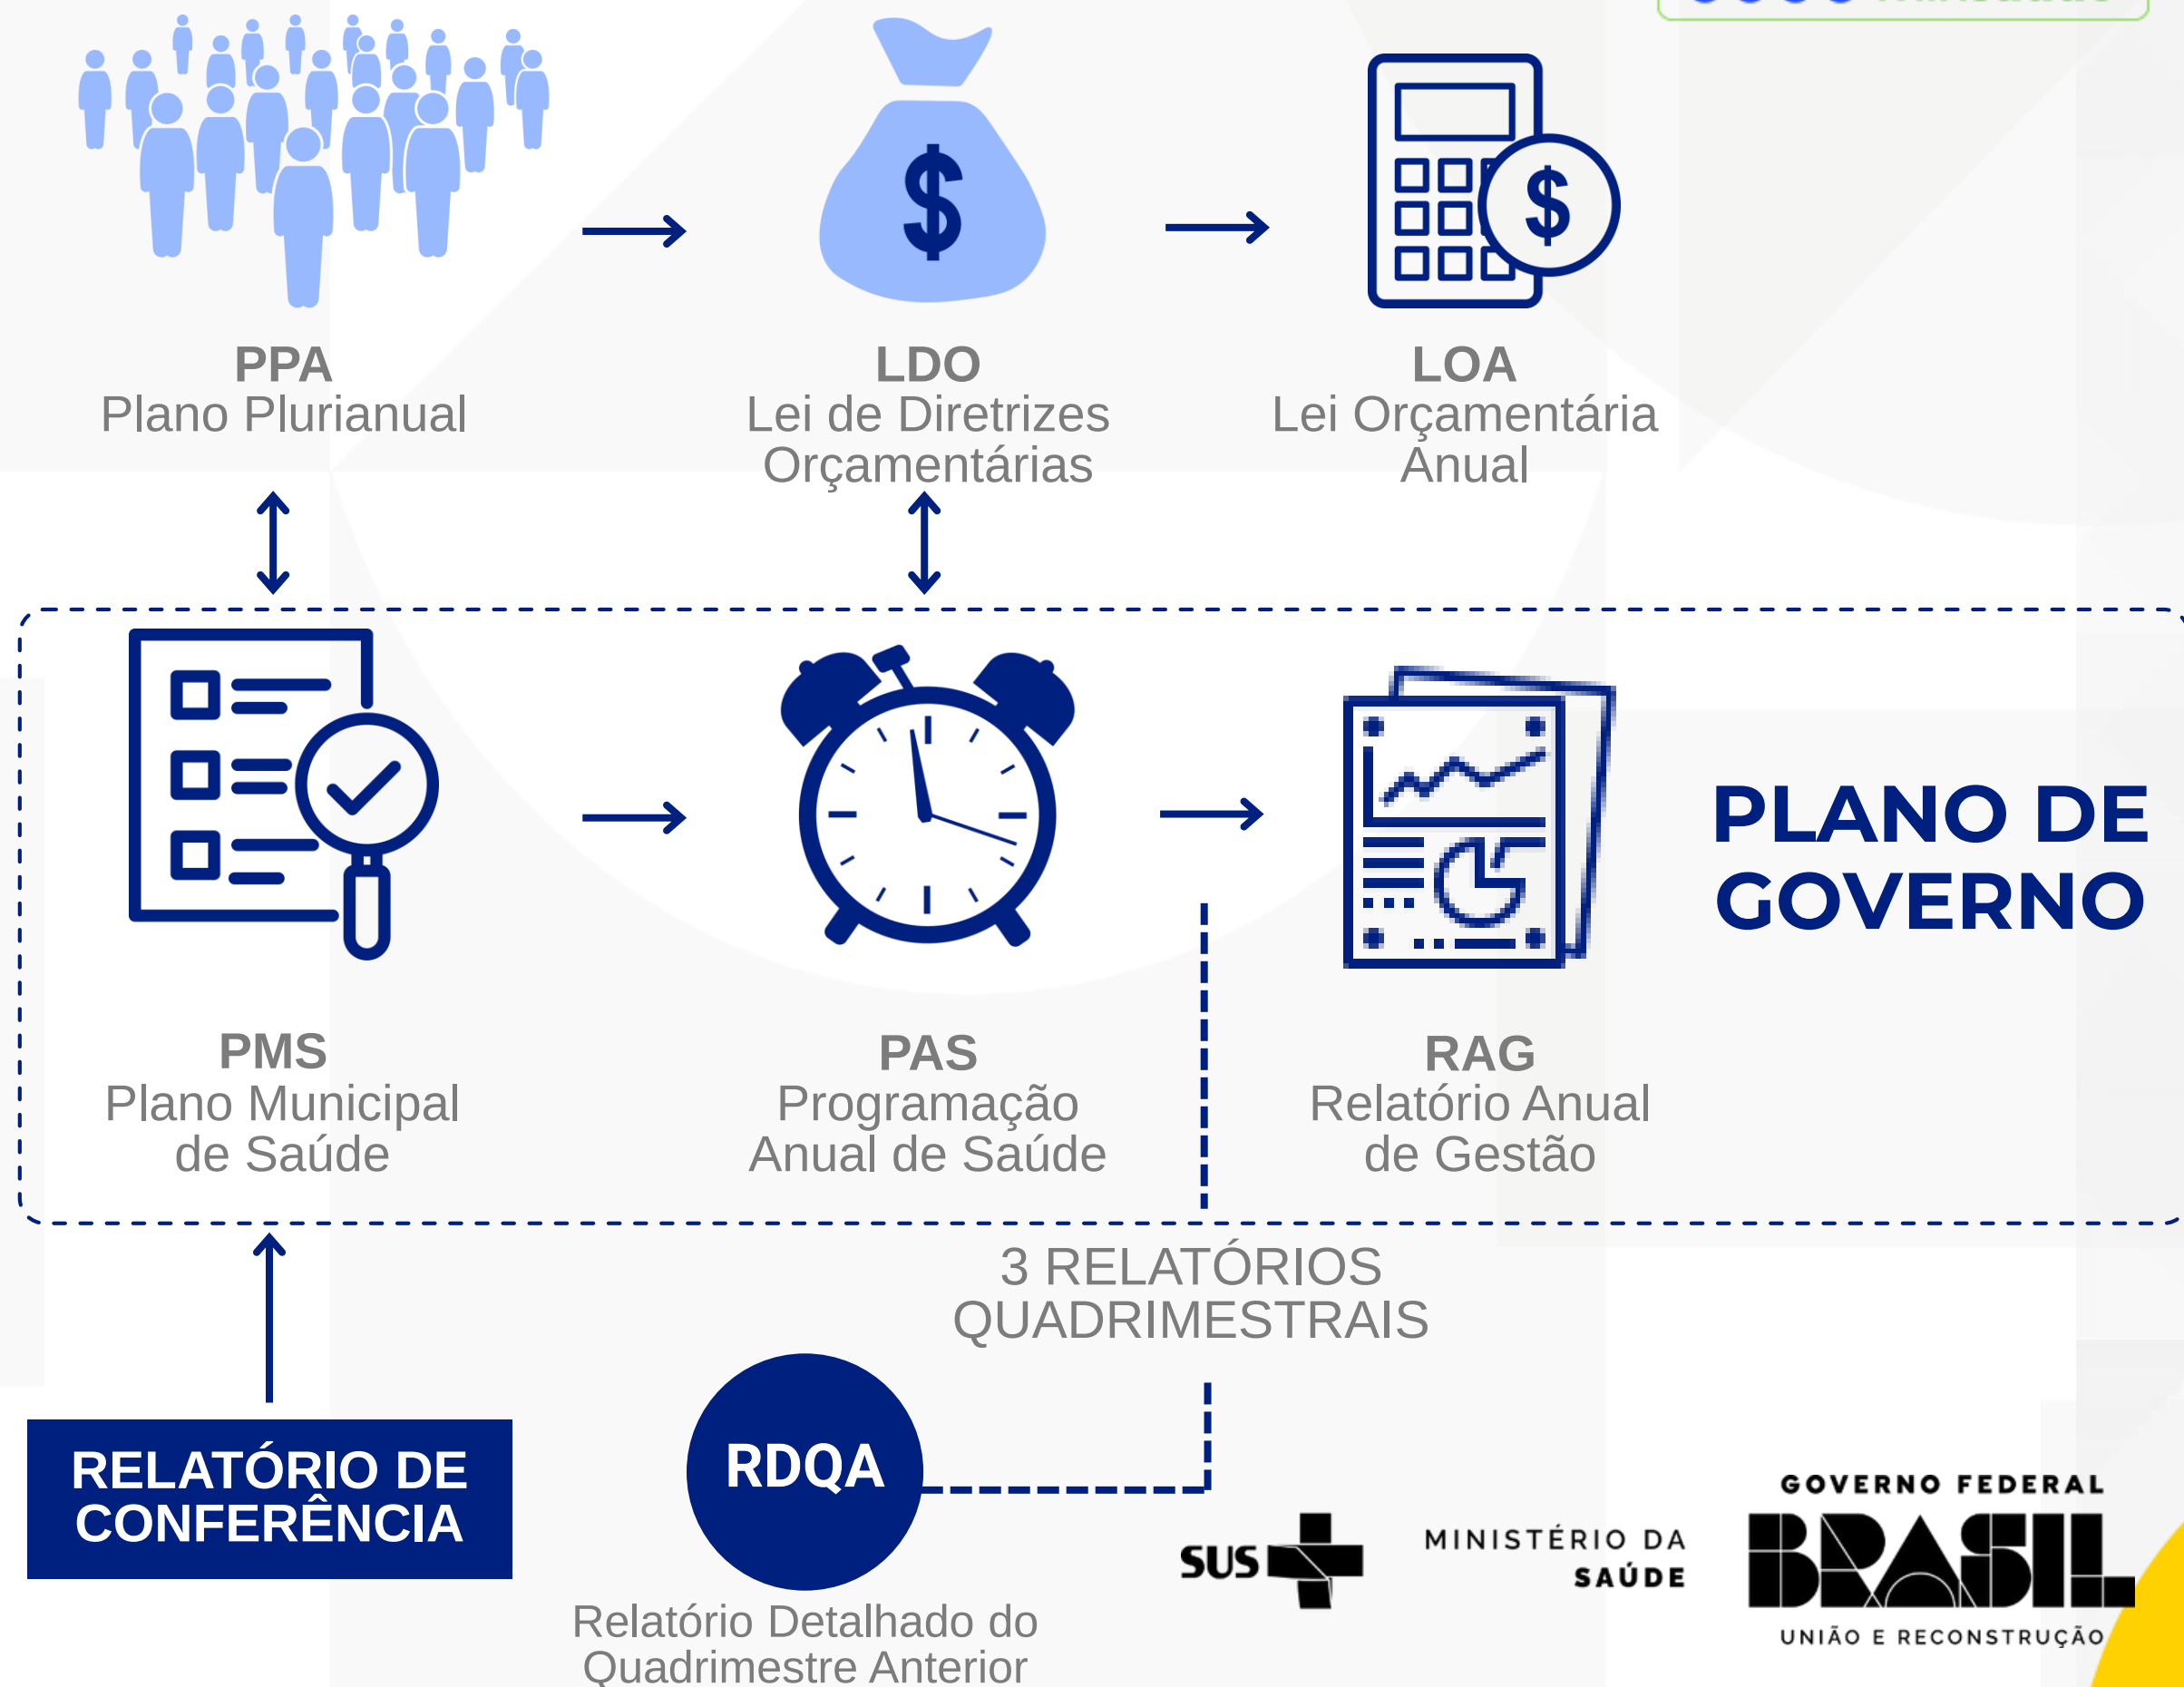 PPA
Plano Plurianual
LDO
Lei de Diretrizes
Orçamentárias
LOA
Lei Orçamentária
Anual
PMS
Plano Municipal
de Saúde
PAS
Programação
Anual de Saúde
RAG
Relatório Anual
de Gestão
PLANO DE
GOVERNO
3 RELATÓRIOS
QUADRIMESTRAIS
RELATÓRIO DE
CONFERÊNCIA
RDQA
Relatório Detalhado do
Quadrimestre Anterior
SUS
MINISTÉRIO DA
SAÚDE
GOVERNO FEDERAL
BRASIL
UNIÃO E RECONSTRUÇÃO